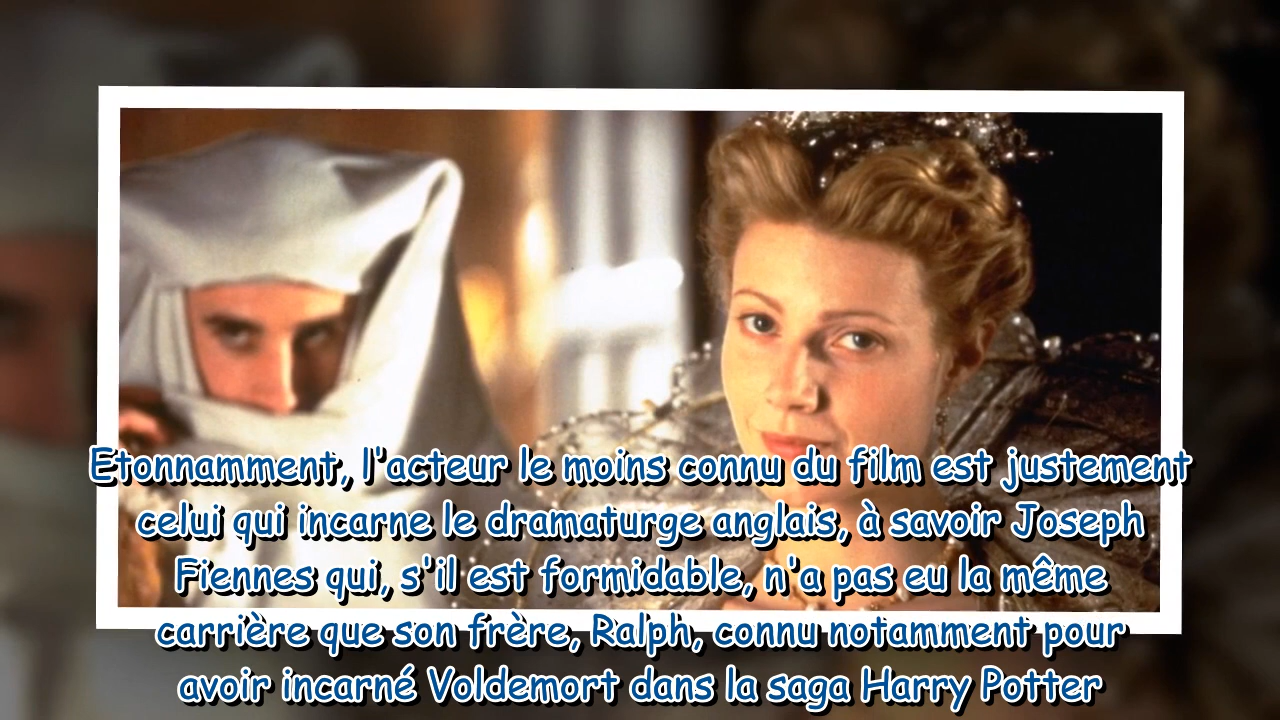 Etonnamment, l'acteur le moins connu du film est justement
celui qui incarne le dramaturge anglais, à savoir Joseph
Fiennes qui, s'il est formidable, n'a pas eu la même
carrière que son frère, Ralph, connu notamment pour
avoir incarné Voldemort dans la saga Harry Potter